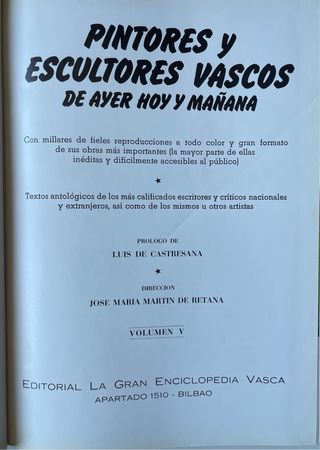 PINTORES y
ESCULTORES VASCOS
DE AYER HOY Y MAÑANA
Con millares de fieles reproducciones a todo color y gran formato
de sus obras más importantes (la mayor parte de ellas
inéditas y difícilmente accesibles al público)
★
Textos antológicos de los más calificados escritores y críticos nacionales
y extranjeros, así como de los mismos u otros artistas
PROLOGO DE
LUIS DE CASTRESANA
★
DIRECCION
JOSE MARIA MARTIN DE RETANA
VOLUMEN V
EDITORIAL LA GRAN ENCICLOPEDIA VASCA
APARTADO 1510 - BILBAO